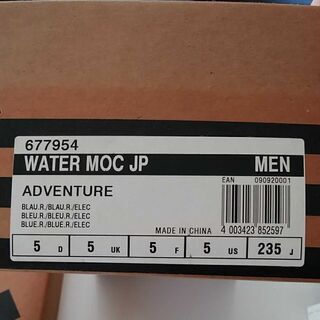 677954
WATER MOC JP MEN
ADVENTURE
EAN 090920001
BLAU.R./BLAU.R./ELEC
BLEU.R./BLEU.R./ELEC
BLUE.R./BLUE.R./ELEC
MADE IN CHINA 4 003423 852597
5 D 5 UK 5 F 5 US 235 J